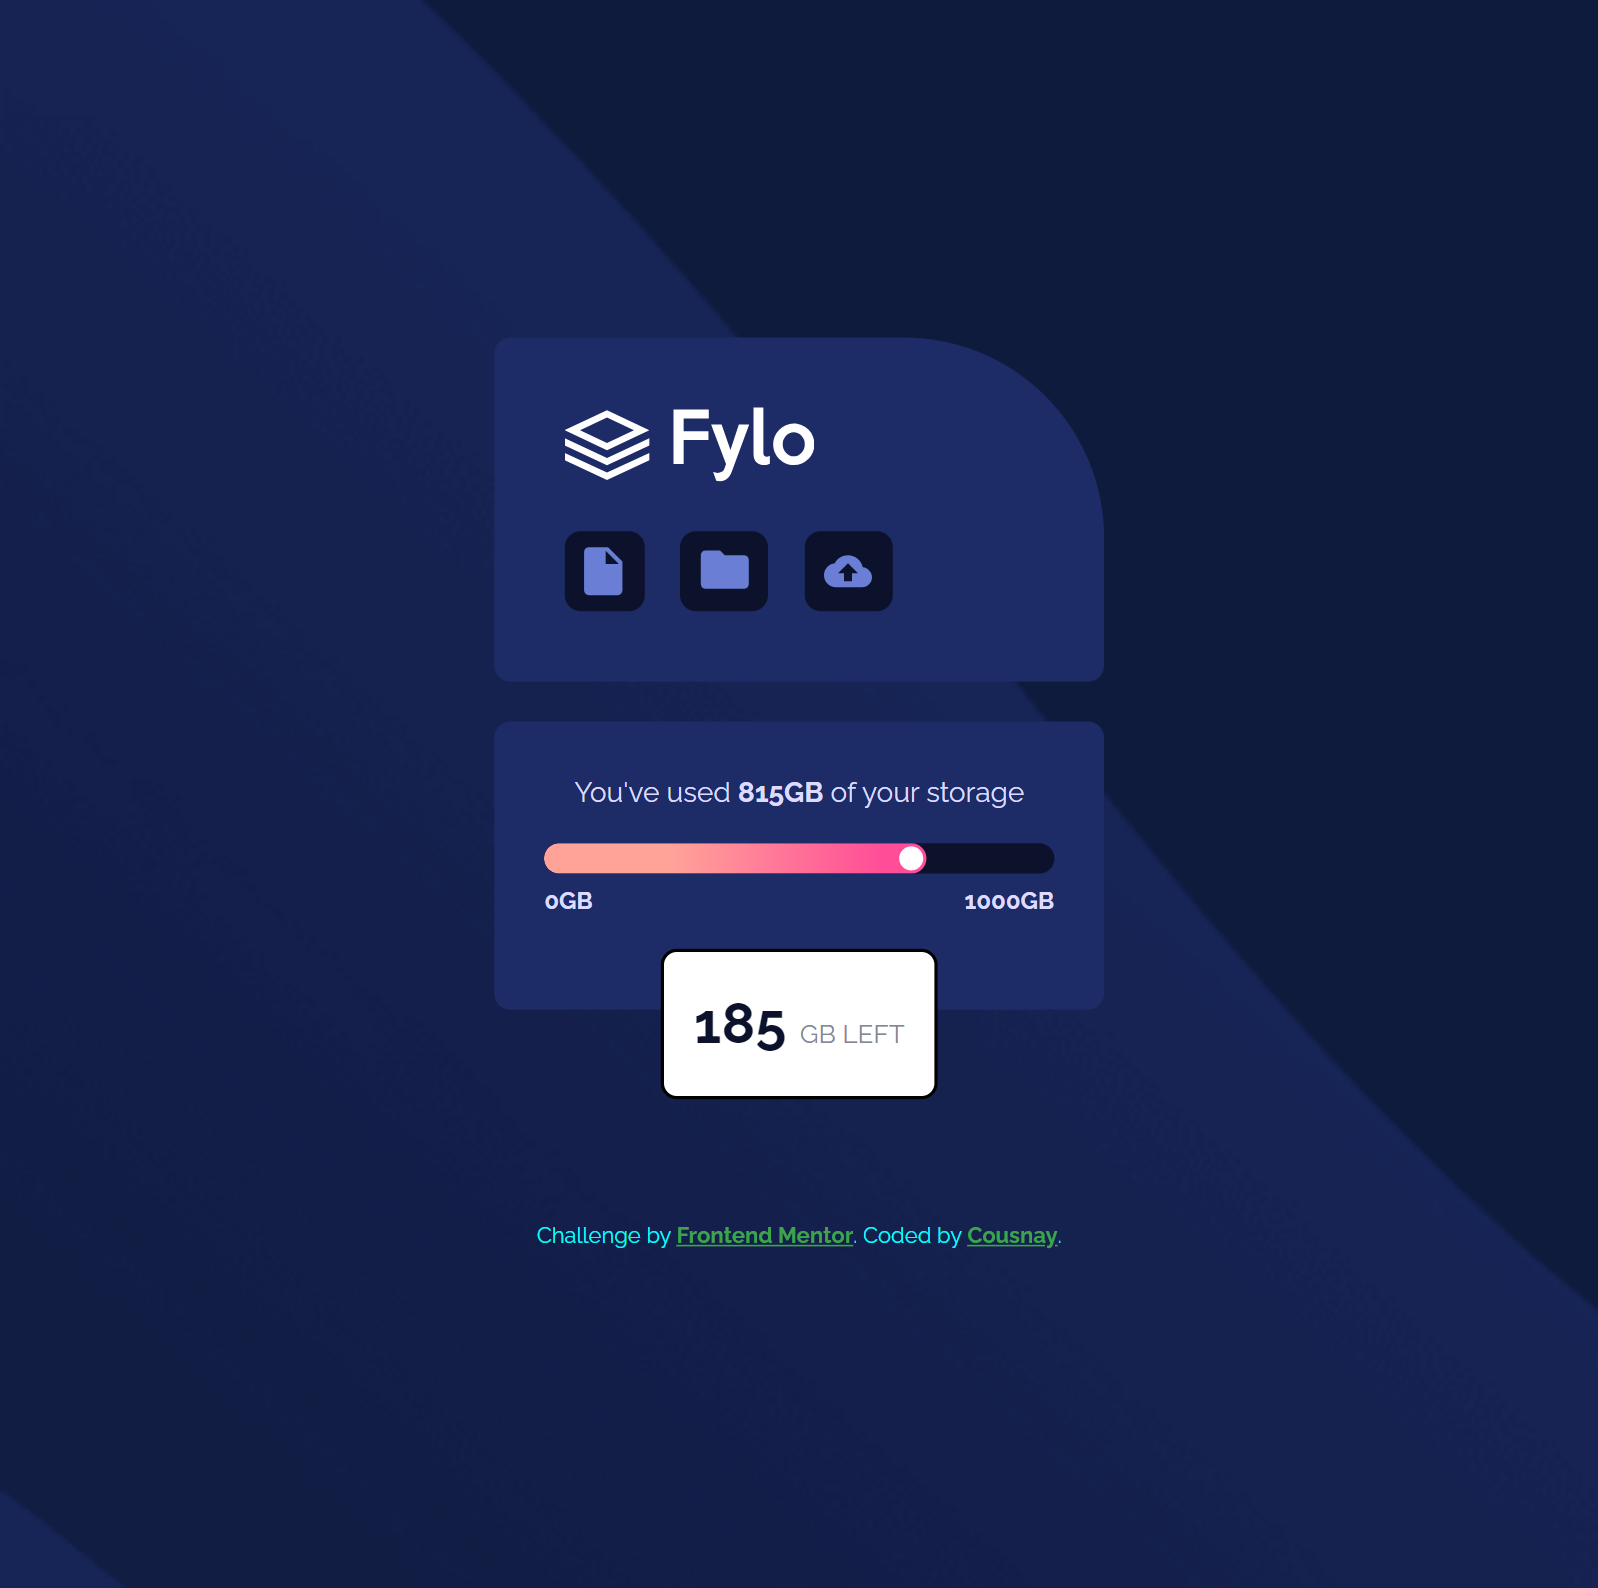 Fylo
You've used 815GB of your storage
0GB 1000GB
185 GB LEFT
Challenge by Frontend Mentor. Coded by Cousnay.